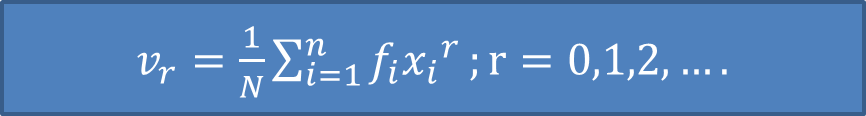 v_r = \frac{1}{N} \sum_{i=1}^{n} f_i x_i^r ; r = 0,1,2, ... .